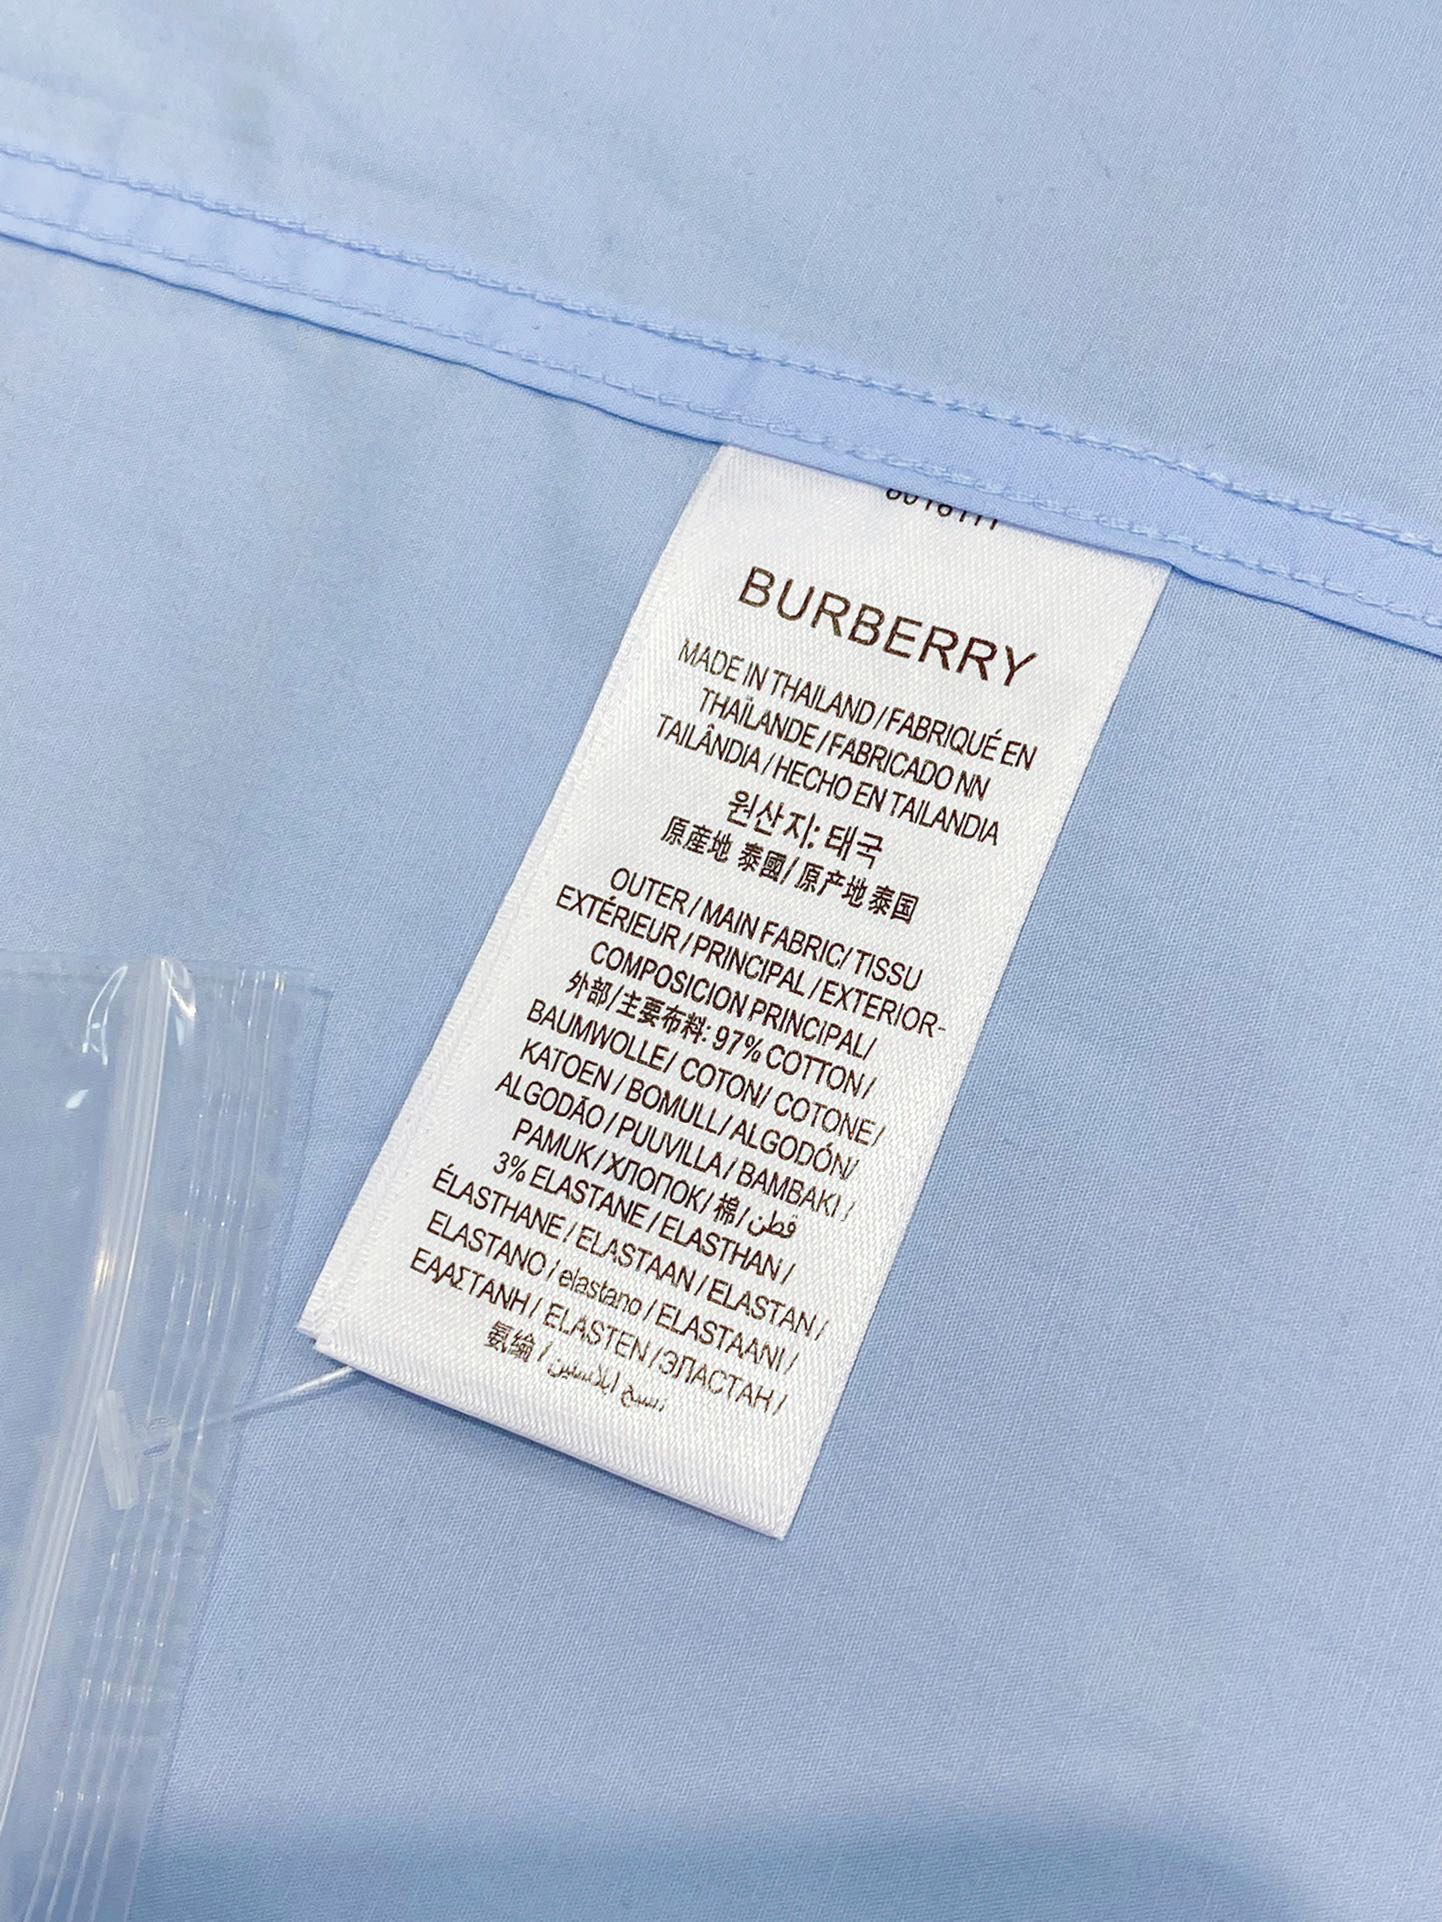 BURBERRY
MADE IN THAILAND / FABRIQUÉ EN
THAÏLANDE / FABRICADO NN
TAILÂNDIA / HECHO EN TAILANDIA
원산지: 태국
原產地 泰國/ 原产地 泰国
OUTER / MAIN FABRIC/ TISSU
EXTÉRIEUR / PRINCIPAL / EXTERIOR-
COMPOSICION PRINCIPAL/
外部/主要布料: 97% COTTON /
BAUMWOLLE/ COTON/ COTONE/
KATOEN / BOMULL/ ALGODÓN/
ALGODÃO / PUUVILLA / BAMBAKI /
PAMUK / ХЛОПОК/ 棉/ قطن
3% ELASTANE / ELASTHAN /
ÉLASTHANE / ELASTAAN / ELASTAN /
ELASTANO / elastano / ELASTAANI /
ΕΛΑΣΤΑΝΗ / ELASTEN / ЭЛАСТАН /
氨綸 /